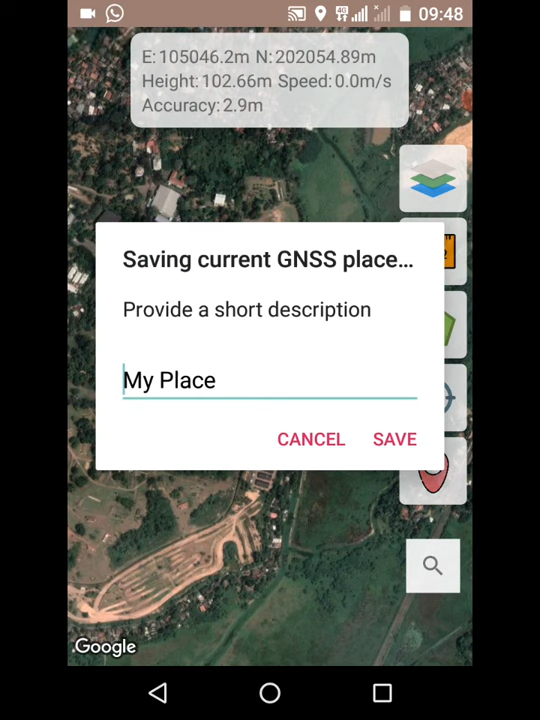 4G
09:48
E: 105046.2m N: 202054.89m
Height: 102.66m Speed: 0.0m/s
Accuracy: 2.9m
Saving current GNSS place...
Provide a short description
My Place
CANCEL SAVE
Google